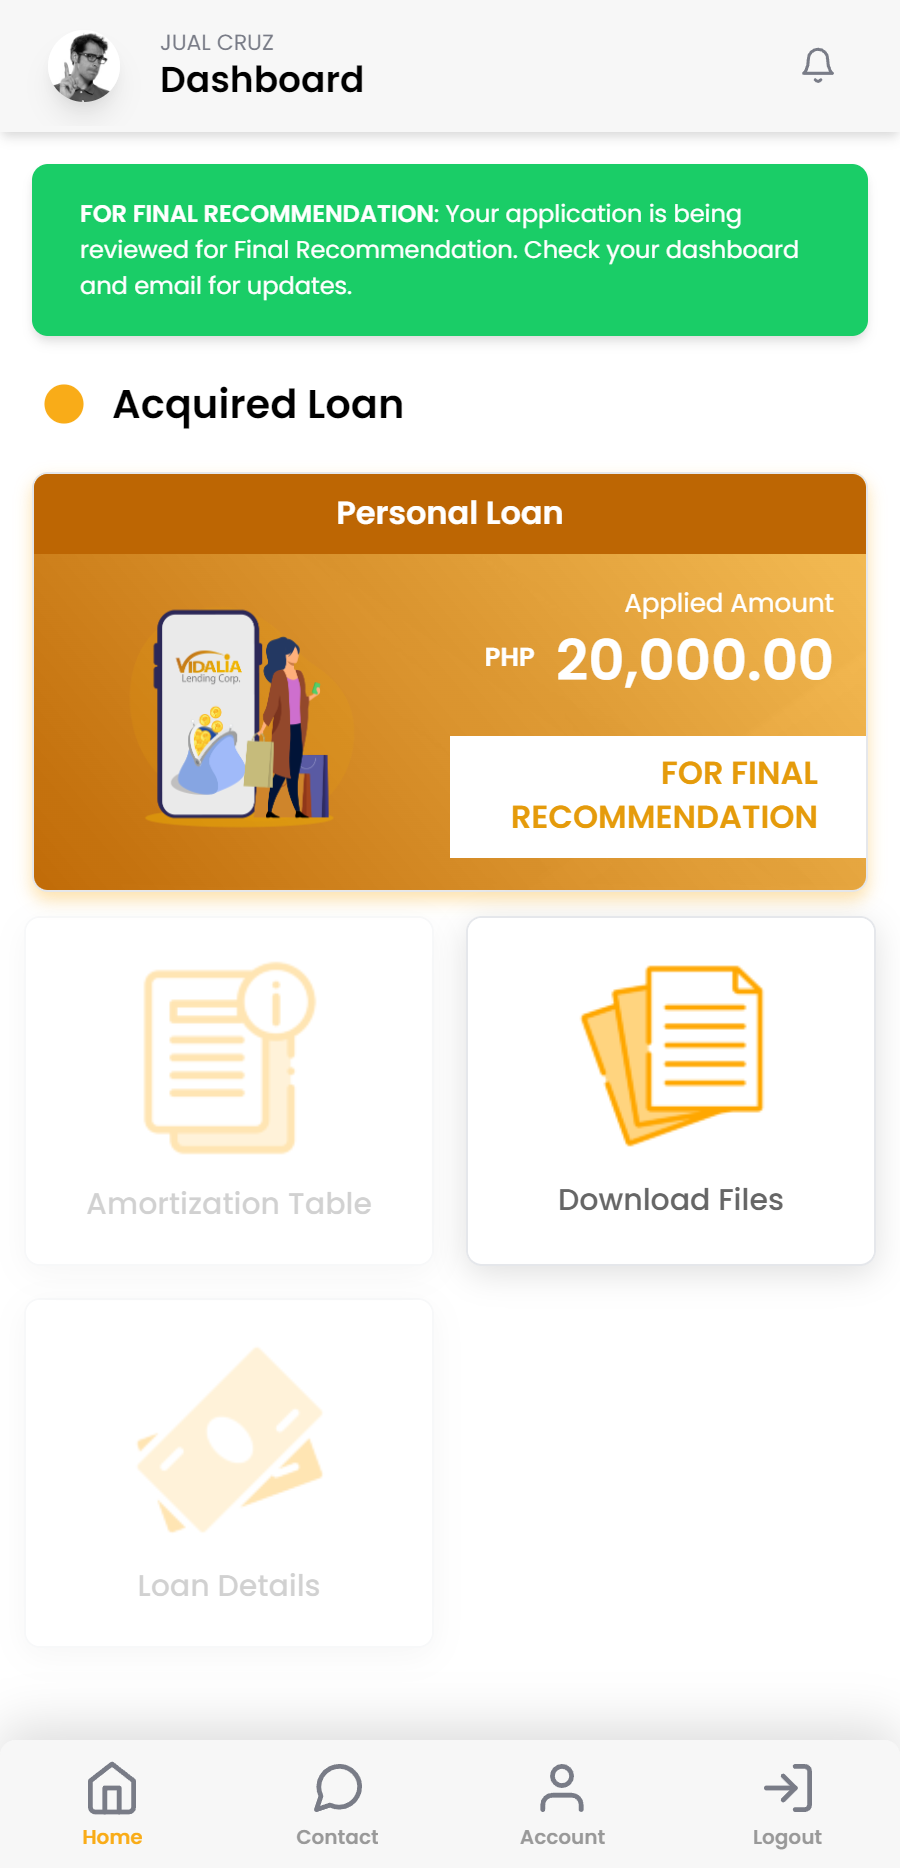 JUAL CRUZ
Dashboard
FOR FINAL RECOMMENDATION: Your application is being
reviewed for Final Recommendation. Check your dashboard
and email for updates.
Acquired Loan
Personal Loan
VIDALIA
Lending Corp.
Applied Amount
PHP 20,000.00
FOR FINAL
RECOMMENDATION
Amortization Table
Download Files
Loan Details
Home
Contact
Account
Logout